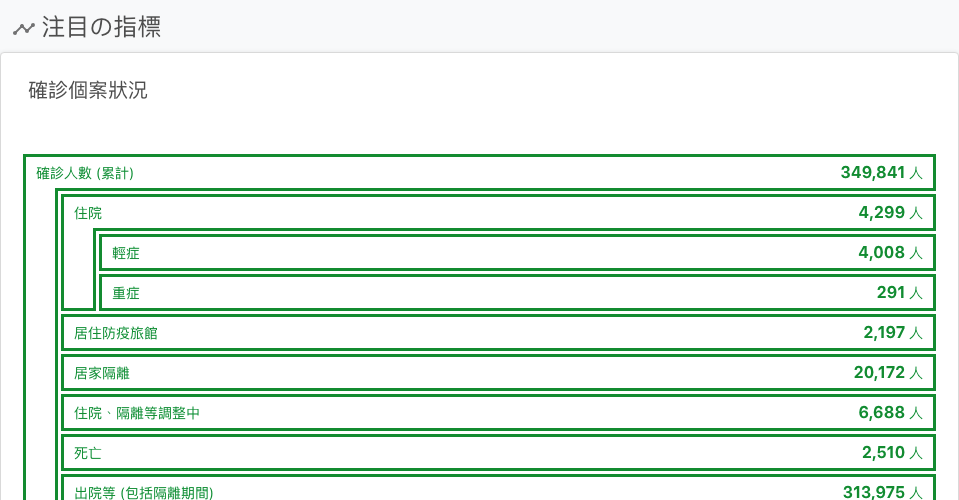 注目の指標
確診個案狀況
確診人數 (累計) 349,841 人
住院 4,299 人
輕症 4,008 人
重症 291 人
居住防疫旅館 2,197 人
居家隔離 20,172 人
住院、隔離等調整中 6,688 人
死亡 2,510 人
出院等 (包括隔離期間) 313,975 人